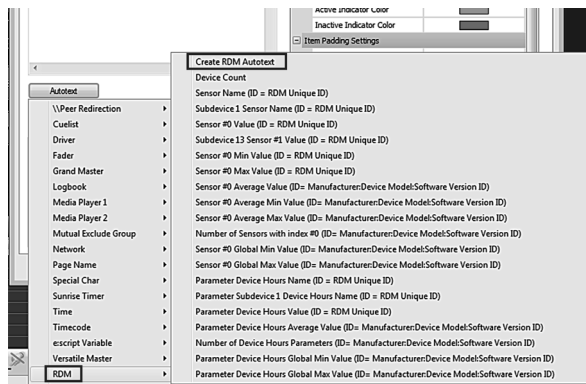 Active Indicator Color
Inactive Indicator Color
Item Padding Settings
Autotext
\\Peer Redirection
Cuelist
Driver
Fader
Grand Master
Logbook
Media Player 1
Media Player 2
Mutual Exclude Group
Network
Page Name
Special Char
Sunrise Timer
Time
Timecode
e:script Variable
Versatile Master
RDM
Create RDM Autotext
Device Count
Sensor Name (ID = RDM Unique ID)
Subdevice 1 Sensor Name (ID = RDM Unique ID)
Sensor #0 Value (ID = RDM Unique ID)
Subdevice 13 Sensor #1 Value (ID = RDM Unique ID)
Sensor #0 Min Value (ID = RDM Unique ID)
Sensor #0 Max Value (ID = RDM Unique ID)
Sensor #0 Average Value (ID= Manufacturer:Device Model:Software Version ID)
Sensor #0 Average Min Value (ID= Manufacturer:Device Model:Software Version ID)
Sensor #0 Average Max Value (ID= Manufacturer:Device Model:Software Version ID)
Number of Sensors with index #0 (ID= Manufacturer:Device Model:Software Version ID)
Sensor #0 Global Min Value (ID= Manufacturer:Device Model:Software Version ID)
Sensor #0 Global Max Value (ID= Manufacturer:Device Model:Software Version ID)
Parameter Device Hours Name (ID = RDM Unique ID)
Parameter Subdevice 1 Device Hours Name (ID = RDM Unique ID)
Parameter Device Hours Value (ID = RDM Unique ID)
Parameter Device Hours Average Value (ID= Manufacturer:Device Model:Software Version ID)
Number of Device Hours Parameters (ID= Manufacturer:Device Model:Software Version ID)
Parameter Device Hours Global Min Value (ID= Manufacturer:Device Model:Software Version ID)
Parameter Device Hours Global Max Value (ID= Manufacturer:Device Model:Software Version ID)